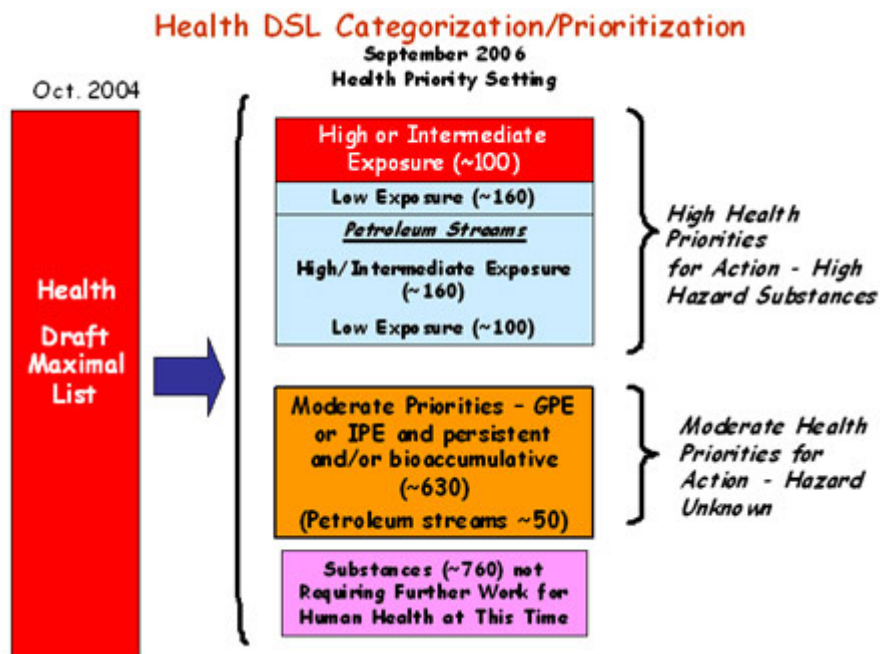 Health DSL Categorization/Prioritization
September 2006
Health Priority Setting
Oct. 2004
Health
Draft
Maximal
List
High or Intermediate
Exposure (~100)
Low Exposure (~160)
Petroleum Streams
High/Intermediate Exposure
(~160)
Low Exposure (~100)
High Health
Priorities
for Action - High
Hazard Substances
Moderate Priorities – GPE
or IPE and persistent
and/or bioaccumulative
(~630)
(Petroleum streams ~50)
Moderate Health
Priorities for
Action - Hazard
Unknown
Substances (~760) not
Requiring Further Work for
Human Health at This Time